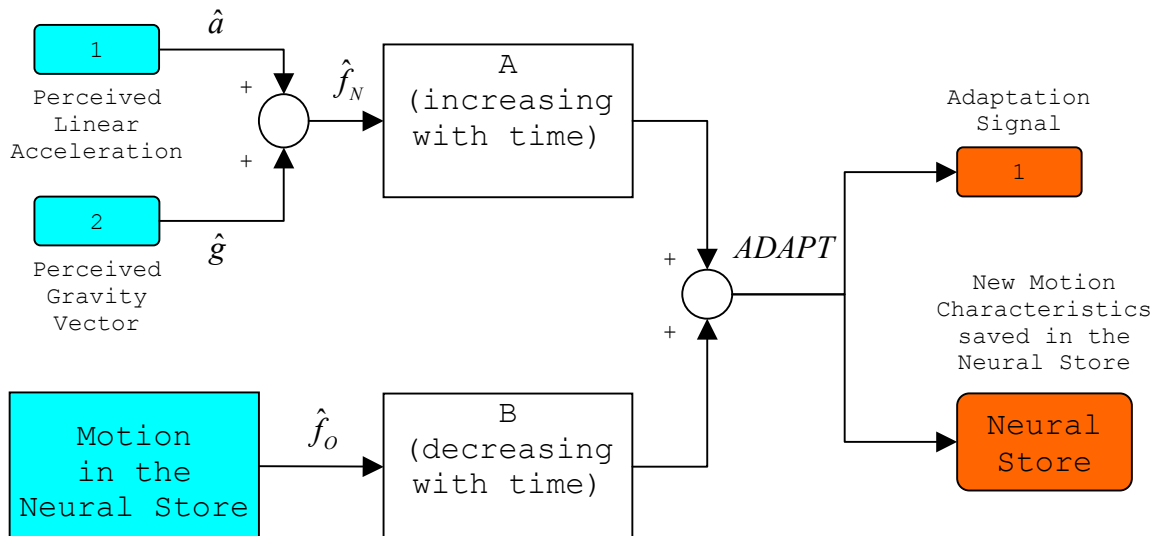 1
â
Perceived
Linear
Acceleration
+
+
2
ĝ
Perceived
Gravity
Vector
f̂_N
A
(increasing
with time)
Motion
in the
Neural Store
f̂_O
B
(decreasing
with time)
+
+
ADAPT
Adaptation
Signal
1
New Motion
Characteristics
saved in the
Neural Store
Neural
Store